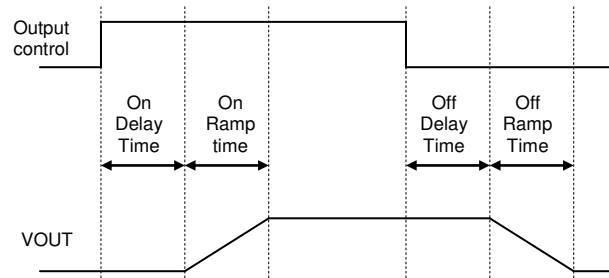 Output
control
On
Delay
Time
On
Ramp
time
Off
Delay
Time
Off
Ramp
Time
VOUT